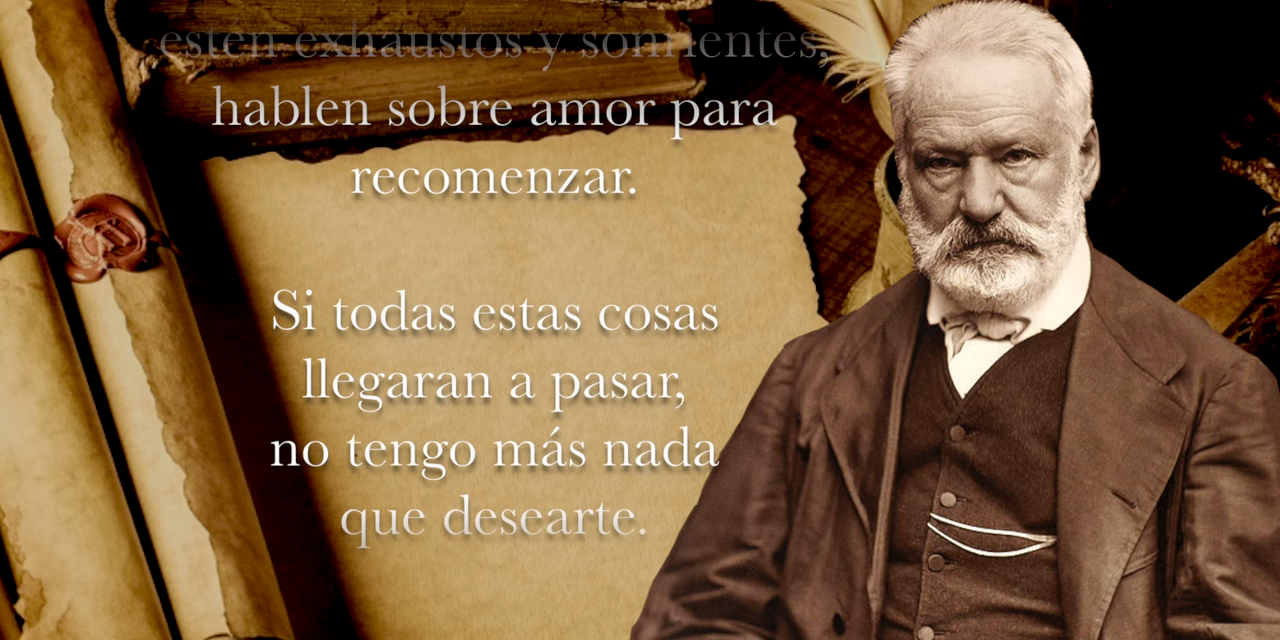 estén exhaustos y sonrientes,
hablen sobre amor para
recomenzar.
Si todas estas cosas
llegaran a pasar,
no tengo más nada
que desearte.